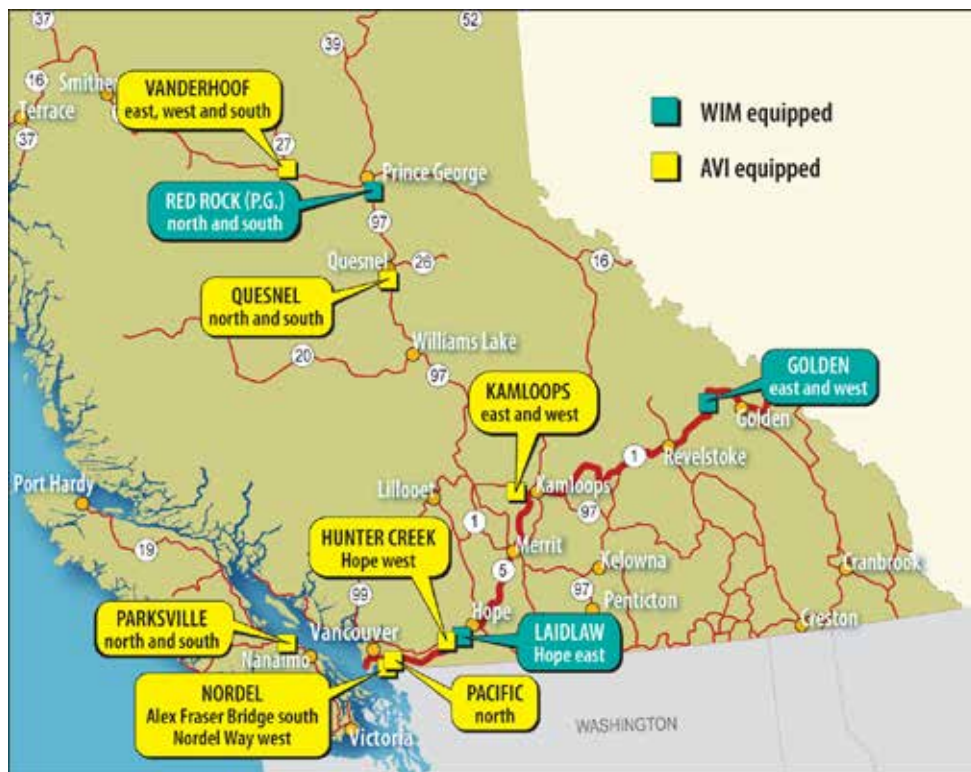 37
52
39
16
Terrace
37
VANDERHOOF
east, west and south
27
Prince George
RED ROCK (P.G.)
north and south
97
Quesnel
26
16
QUESNEL
north and south
20
Williams Lake
97
WIM equipped
AVI equipped
GOLDEN
east and west
Golden
KAMLOOPS
east and west
1
Revelstoke
Port Hardy
Lillooet
Kamloops
97
1
19
HUNTER CREEK
Hope west
Merrit
5
Kelowna
Cranbrook
99
97
Penticton
Creston
PARKSVILLE
north and south
Vancouver
Hope
LAIDLAW
Hope east
Nanaimo
NORDEL
Alex Fraser Bridge south
Nordel Way west
PACIFIC
north
Victoria
WASHINGTON